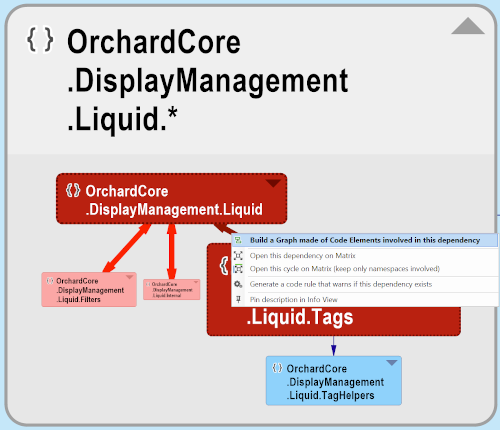 { } OrchardCore
.DisplayManagement
.Liquid.*
{ } OrchardCore
.DisplayManagement.Liquid
Build a Graph made of Code Elements involved in this dependency
Open this dependency on Matrix
Open this cycle on Matrix (keep only namespaces involved)
Generate a code rule that warns if this dependency exists
Pin description in Info View
{ } OrchardCore
.DisplayManagement
.Liquid.Filters
{ } OrchardCore
.DisplayManagement
.Liquid.Internal
.Liquid.Tags
{ } OrchardCore
.DisplayManagement
.Liquid.TagHelpers